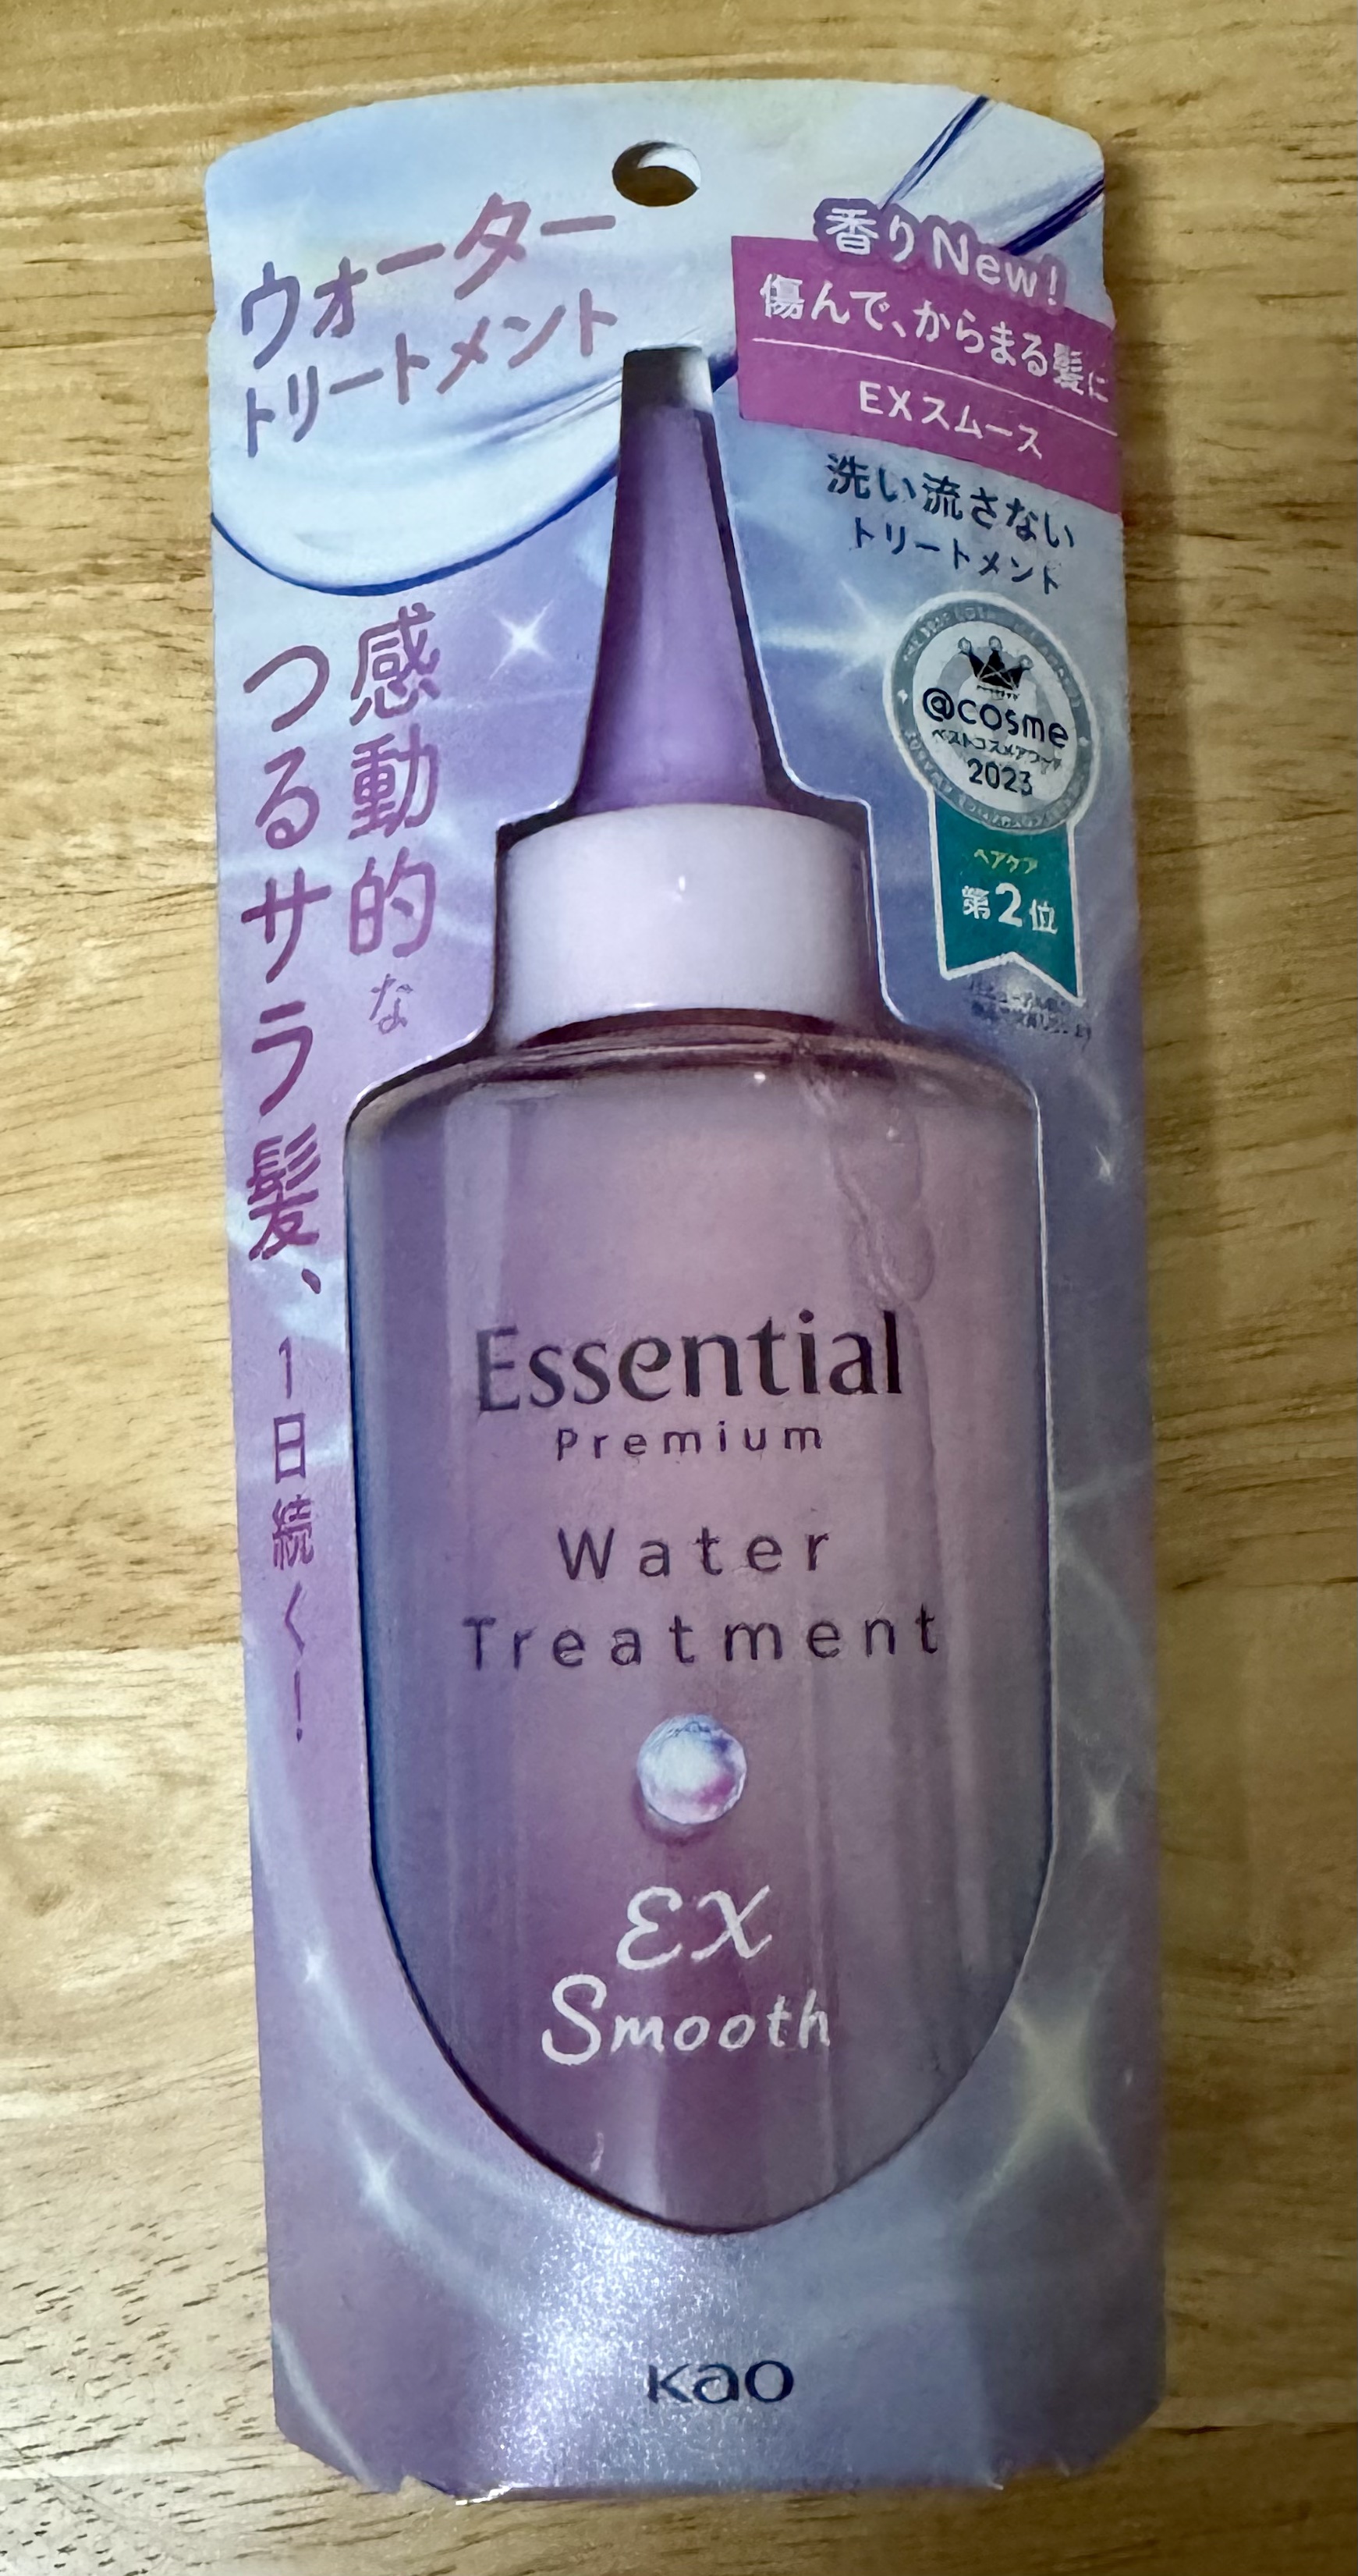 ウォーター
トリートメント
香りNew!
傷んで、からまる髪に
EXスムース
洗い流さない
トリートメント
@cosme
ベストコスメアワード
2023
ヘアケア
第2位
感動的な
つるサラ髪、
1日続く!
Essential
Premium
Water
Treatment
EX
Smooth
Kao